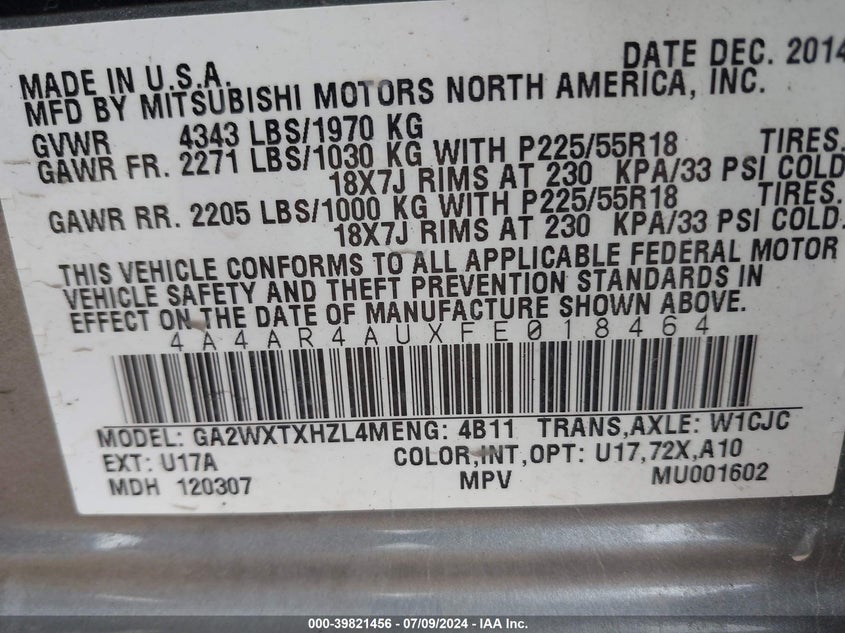 MADE IN U.S.A. DATE DEC. 2014
MFD BY MITSUBISHI MOTORS NORTH AMERICA, INC.
GVWR 4343 LBS/1970 KG
GAWR FR. 2271 LBS/1030 KG WITH P225/55R18 TIRES.
18X7J RIMS AT 230 KPA/33 PSI COLD
GAWR RR. 2205 LBS/1000 KG WITH P225/55R18 TIRES.
18X7J RIMS AT 230 KPA/33 PSI COLD.
THIS VEHICLE CONFORMS TO ALL APPLICABLE FEDERAL MOTOR
VEHICLE SAFETY AND THEFT PREVENTION STANDARDS IN
EFFECT ON THE DATE OF MANUFACTURE SHOWN ABOVE.
4A4AR4AUXFE018464
MODEL: GA2WXTXHZL4MENG: 4B11 TRANS,AXLE: W1CJC
EXT: U17A COLOR,INT,OPT: U17,72X,A10
MDH 120307 MPV MU001602
000-39821456 / 07/09/2024 - IAA Inc.